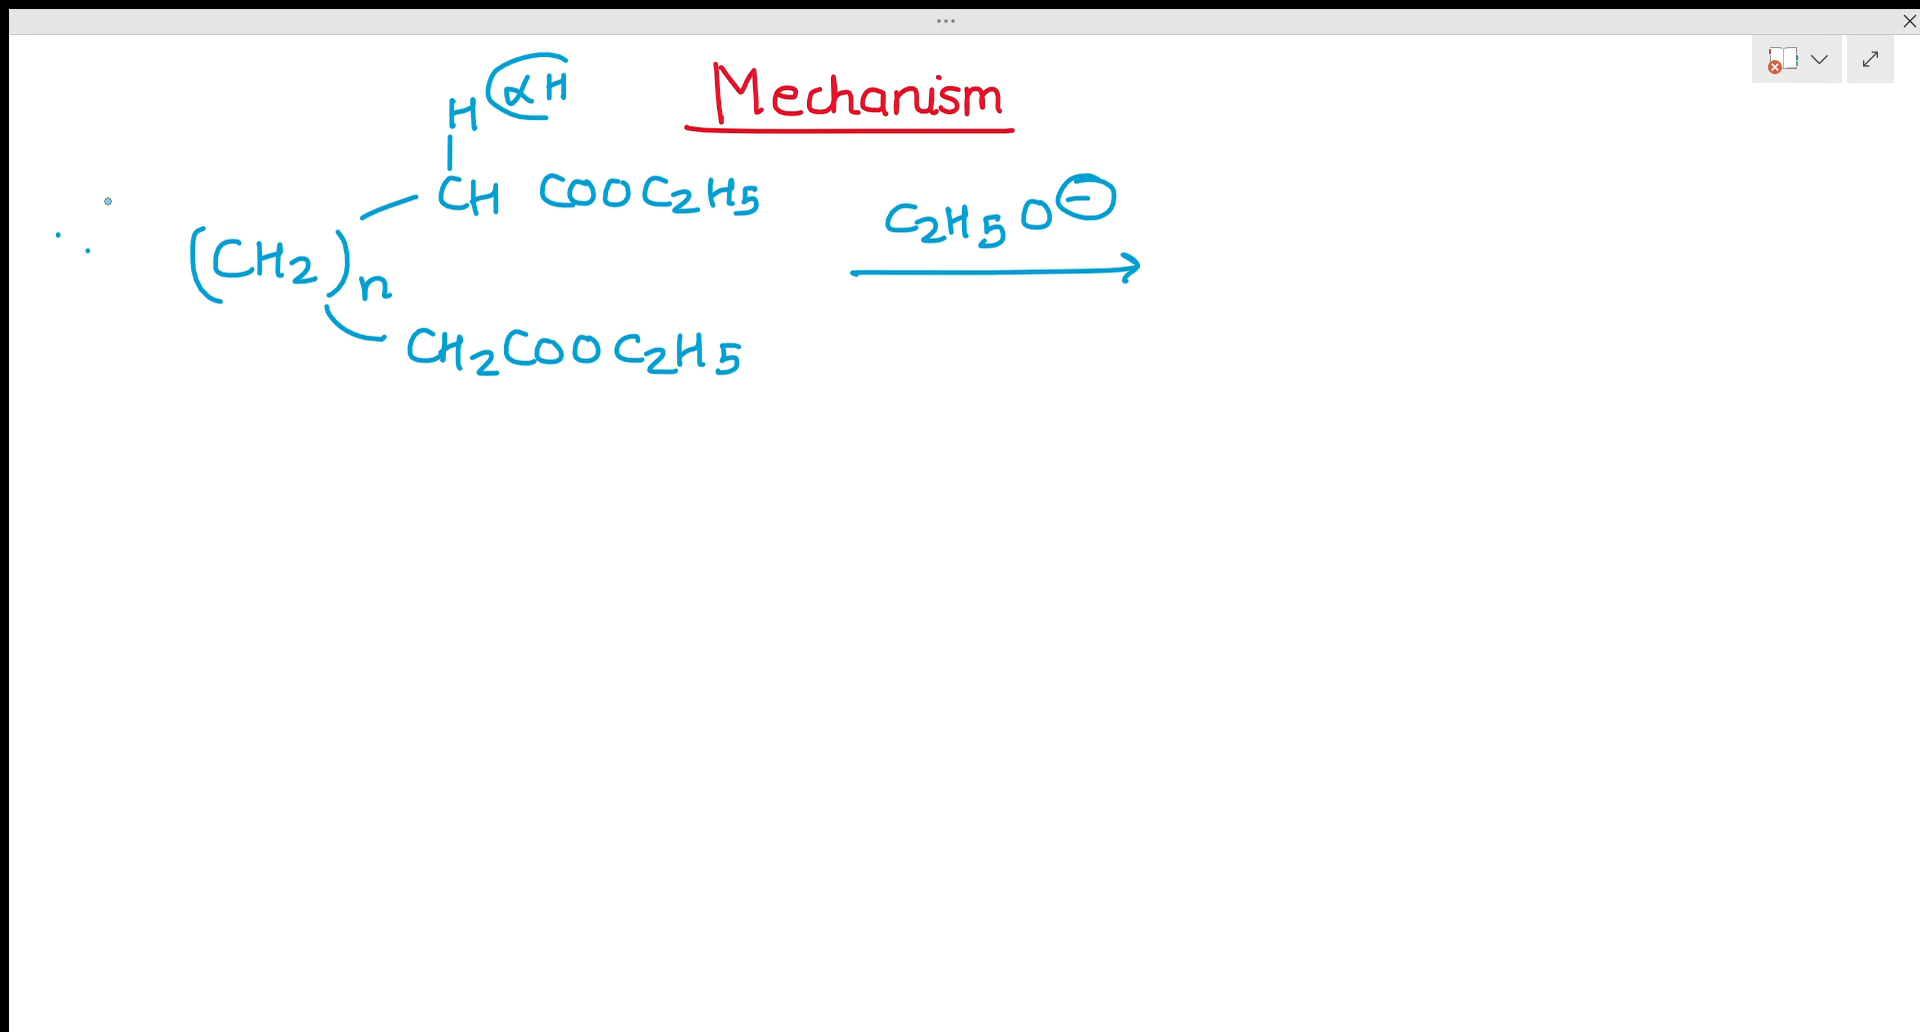 H αH
Mechanism
CH COOC2H5
C2H5O⊖
(CH2)n
CH2COOC2H5